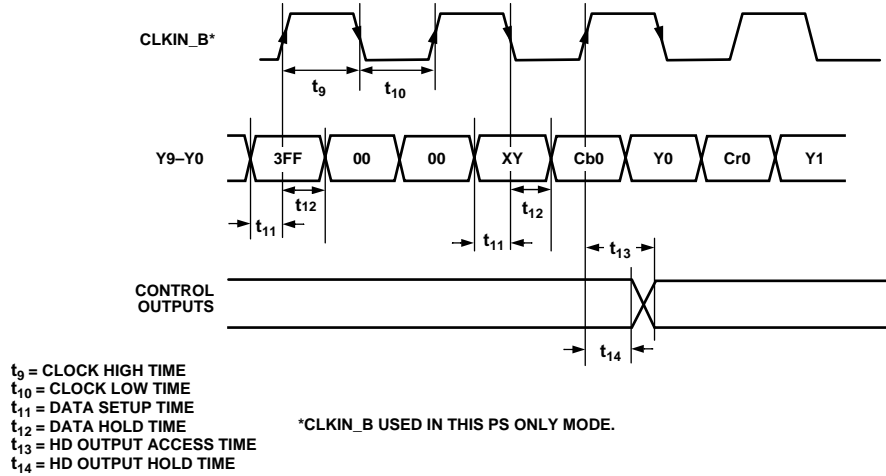 CLKIN_B*
t9
t10
Y9–Y0
3FF
00
00
XY
Cb0
Y0
Cr0
Y1
t12
t12
t11
t11
t13
CONTROL
OUTPUTS
t14
t9 = CLOCK HIGH TIME
t10 = CLOCK LOW TIME
t11 = DATA SETUP TIME
t12 = DATA HOLD TIME
t13 = HD OUTPUT ACCESS TIME
t14 = HD OUTPUT HOLD TIME
*CLKIN_B USED IN THIS PS ONLY MODE.